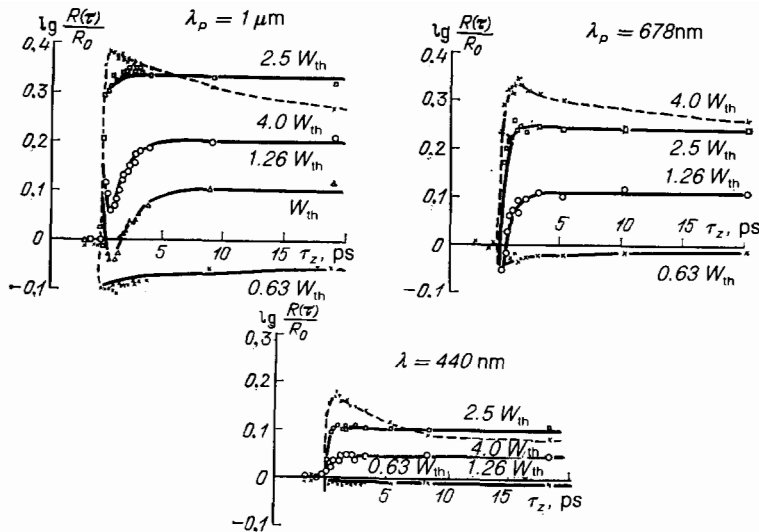 lg R(τ)/R₀
λₚ = 1 μm
0,4
0,3
0,2
0,1
0
−0,1
2.5 Wth
4.0 Wth
1.26 Wth
Wth
5 10 15 τz, ps
0.63 Wth
lg R(τ)/R₀
λₚ = 678nm
0,4
0,3
0,2
0,1
0
−0,1
4.0 Wth
2.5 Wth
1.26 Wth
5 10 15 τz, ps
0.63 Wth
lg R(τ)/R₀
λ = 440 nm
0,3
0,2
0,1
0
−0,1
2.5 Wth
4.0 Wth
0.63 Wth 1.26 Wth
5 10 15 τz, ps